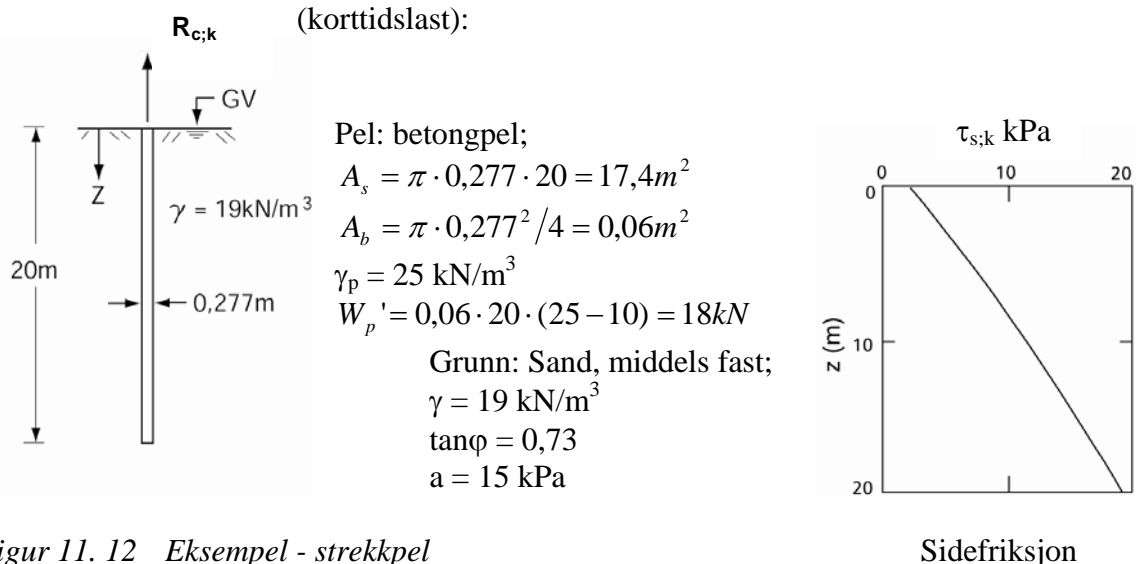 R_{c;k} (korttidslast):
GV
Z
γ = 19kN/m³
20m
0,277m
Pel: betongpel;
A_s = π · 0,277 · 20 = 17,4m²
A_b = π · 0,277²/4 = 0,06m²
γ_p = 25 kN/m³
W_p' = 0,06 · 20 · (25 − 10) = 18kN
Grunn: Sand, middels fast;
γ = 19 kN/m³
tanφ = 0,73
a = 15 kPa
τ_{s;k} kPa
0 10 20
0
10
20
z (m)
igur 11. 12 Eksempel - strekkpel
Sidefriksjon